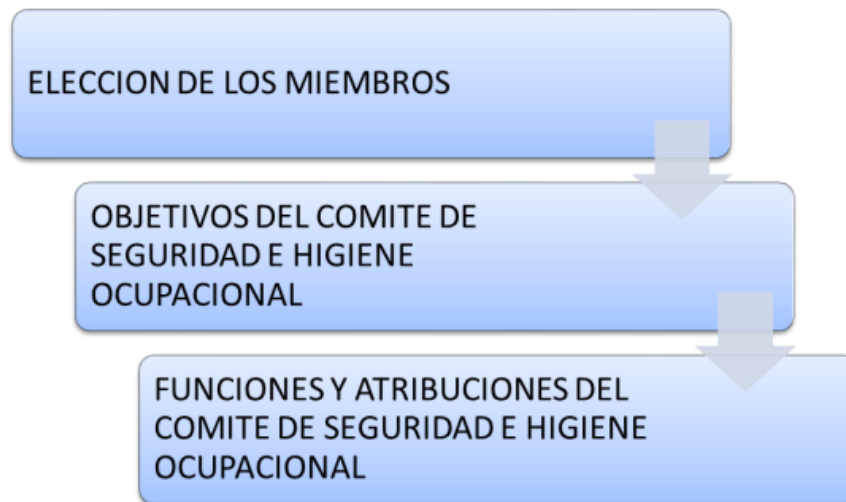 ELECCION DE LOS MIEMBROS
OBJETIVOS DEL COMITE DE
SEGURIDAD E HIGIENE
OCUPACIONAL
FUNCIONES Y ATRIBUCIONES DEL
COMITE DE SEGURIDAD E HIGIENE
OCUPACIONAL